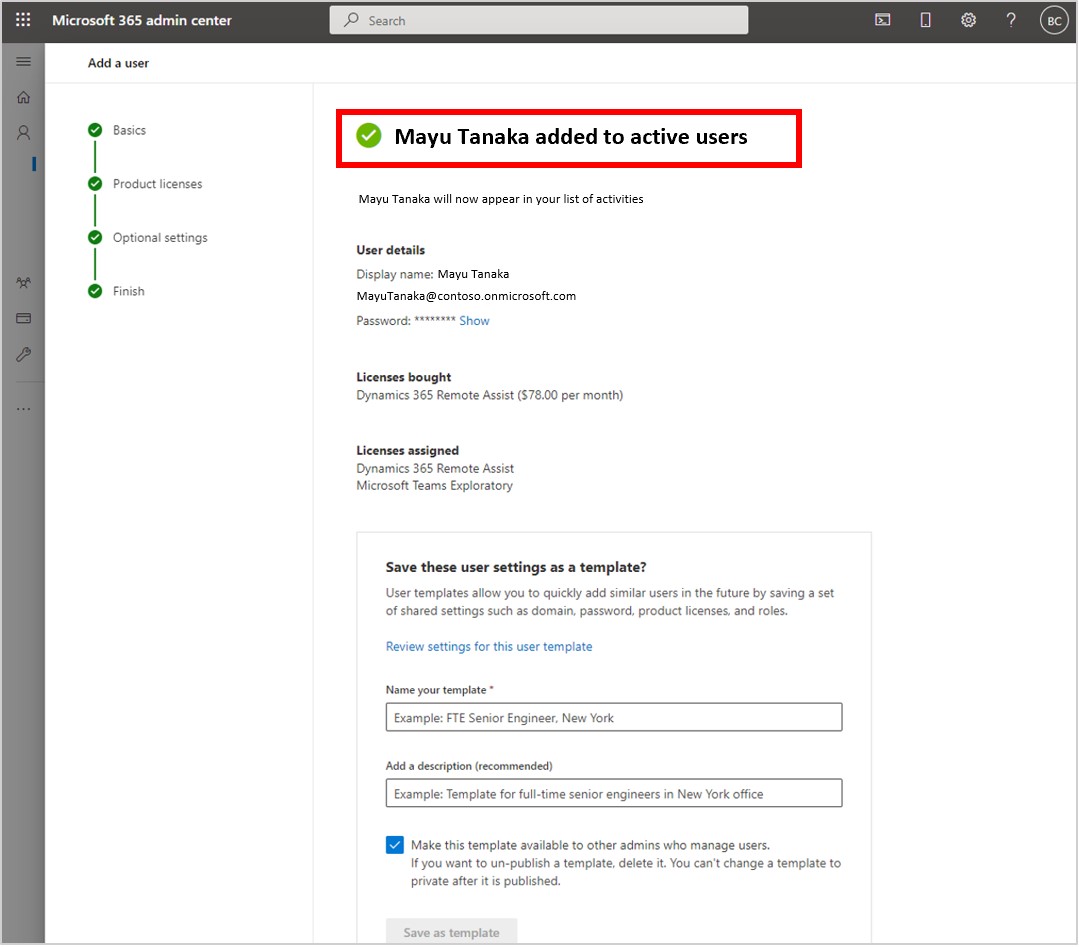 Microsoft 365 admin center
Search
?
BC
Add a user
Basics
Product licenses
Optional settings
Finish
Mayu Tanaka added to active users
Mayu Tanaka will now appear in your list of activities
User details
Display name: Mayu Tanaka
MayuTanaka@contoso.onmicrosoft.com
Password: ******** Show
Licenses bought
Dynamics 365 Remote Assist ($78.00 per month)
Licenses assigned
Dynamics 365 Remote Assist
Microsoft Teams Exploratory
Save these user settings as a template?
User templates allow you to quickly add similar users in the future by saving a set
of shared settings such as domain, password, product licenses, and roles.
Review settings for this user template
Name your template *
Example: FTE Senior Engineer, New York
Add a description (recommended)
Example: Template for full-time senior engineers in New York office
Make this template available to other admins who manage users.
If you want to un-publish a template, delete it. You can't change a template to
private after it is published.
Save as template